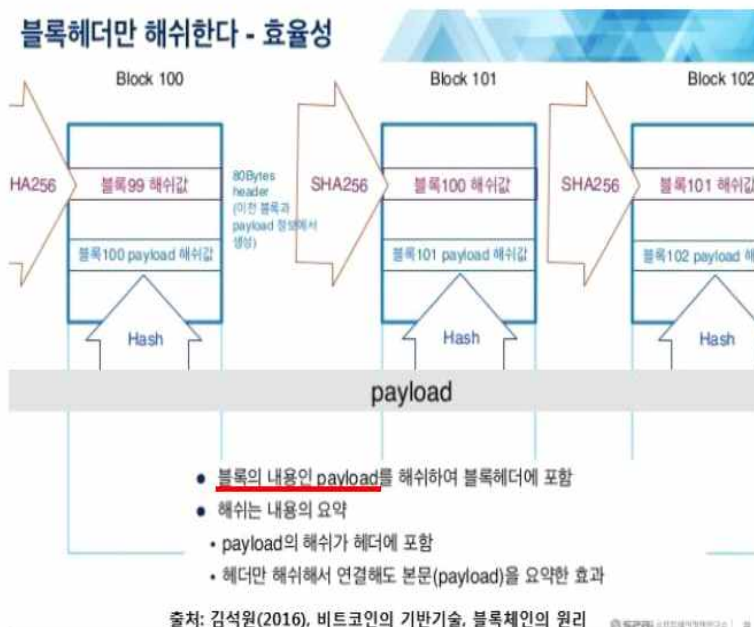 블록헤더만 해쉬한다 - 효율성
Block 100
Block 101
Block 102
HA256
블록99 해쉬값
80Bytes
header
(이전 블록과
payload 정보에서
생성)
SHA256
블록100 해쉬값
SHA256
블록101 해쉬값
블록100 payload 해쉬값
블록101 payload 해쉬값
블록102 payload 해
Hash
Hash
Hash
payload
● 블록의 내용인 payload를 해쉬하여 블록헤더에 포함
● 해쉬는 내용의 요약
• payload의 해쉬가 헤더에 포함
• 헤더만 해쉬해서 연결해도 본문(payload)을 요약한 효과
출처: 김석원(2016), 비트코인의 기반기술, 블록체인의 원리